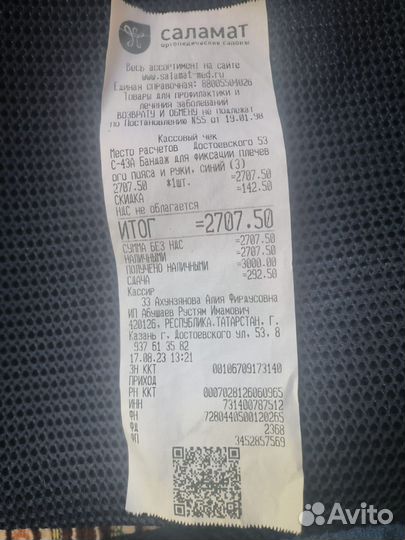 САЛАМАТ
ортопедические салоны
Весь ассортимент на сайте
www.salamat-med.ru
Единая справочная: 88005504026
Товары для профилактики и
лечения заболеваний
ВОЗВРАТУ И ОБМЕНУ не подлежат
по Постановлению N55 от 19.01.98
Кассовый чек
Место расчетов Достоевского 53
С-43А Бандаж для фиксации плечев
ого пояса и руки, синий (3)
2707.50 *1шт. =2707.50
СКИДКА =142.50
НДС не облагается
ИТОГ =2707.50
СУММА БЕЗ НДС =2707.50
НАЛИЧНЫМИ =2707.50
ПОЛУЧЕНО НАЛИЧНЫМИ =3000.00
СДАЧА =292.50
Кассир
33 Ахунзянова Алия Фирдусовна
ИП Абушаев Рустям Имамович
420126, РЕСПУБЛИКА.ТАТАРСТАН, Г.
Казань г. Достоевского ул. 53, 8
937 61 35 82
17.08.23 13:21
ЗН ККТ 00106709173140
ПРИХОД
РН ККТ 0007028126060965
ИНН 731400787512
ФН 7280440500120265
ФД 2368
ФП 3452857569
Avito